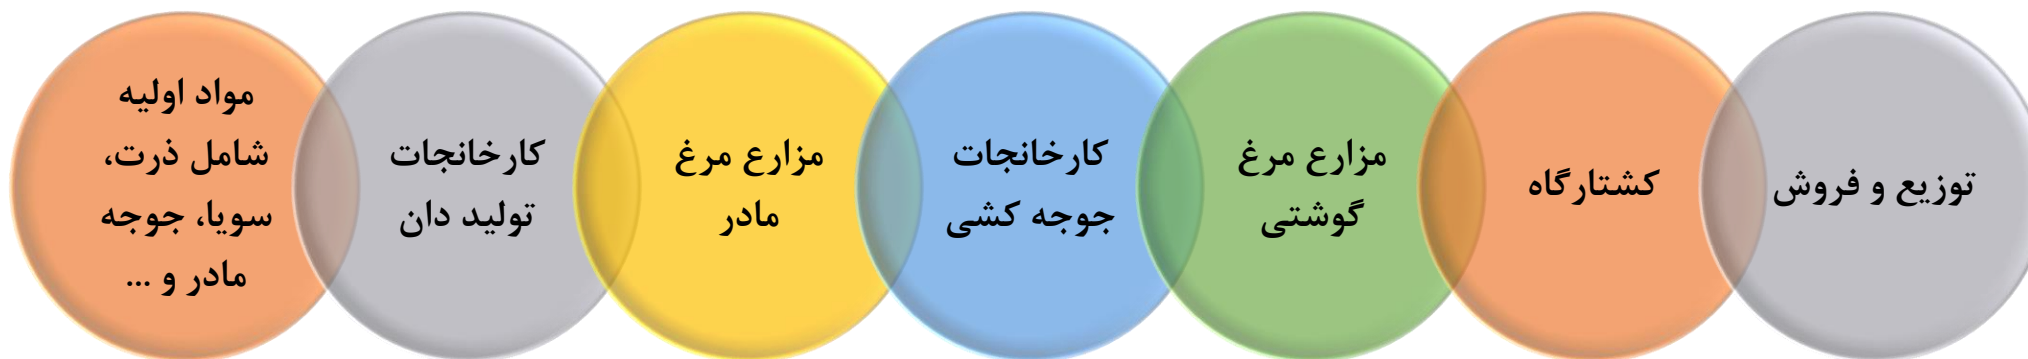 مواد اولیه
شامل ذرت،
سویا، جوجه
مادر و ...
کارخانجات
تولید دان
مزارع مرغ
مادر
کارخانجات
جوجه کشی
مزارع مرغ
گوشتی
کشتارگاه
توزیع و فروش